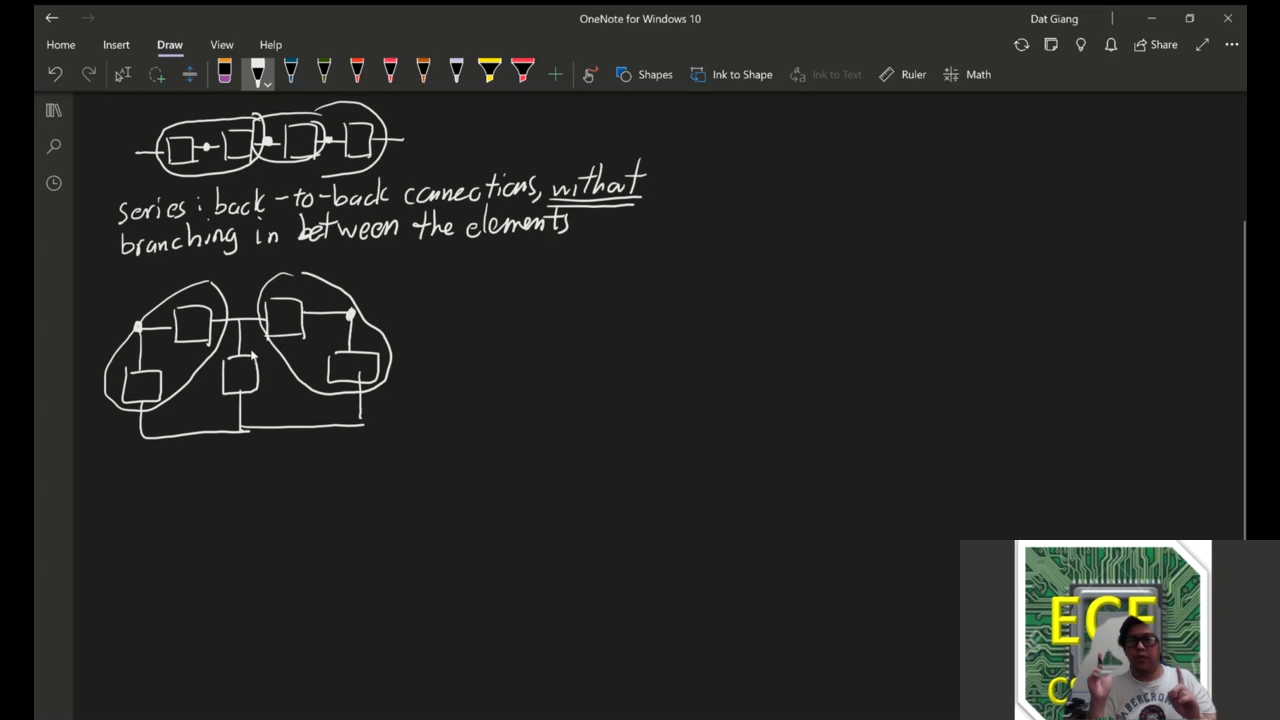 OneNote for Windows 10
Dat Giang
Home Insert Draw View Help
Share
Shapes Ink to Shape Ink to Text Ruler Math
series : back-to-back connections, without
branching in between the elements
ECE
ABERCRO